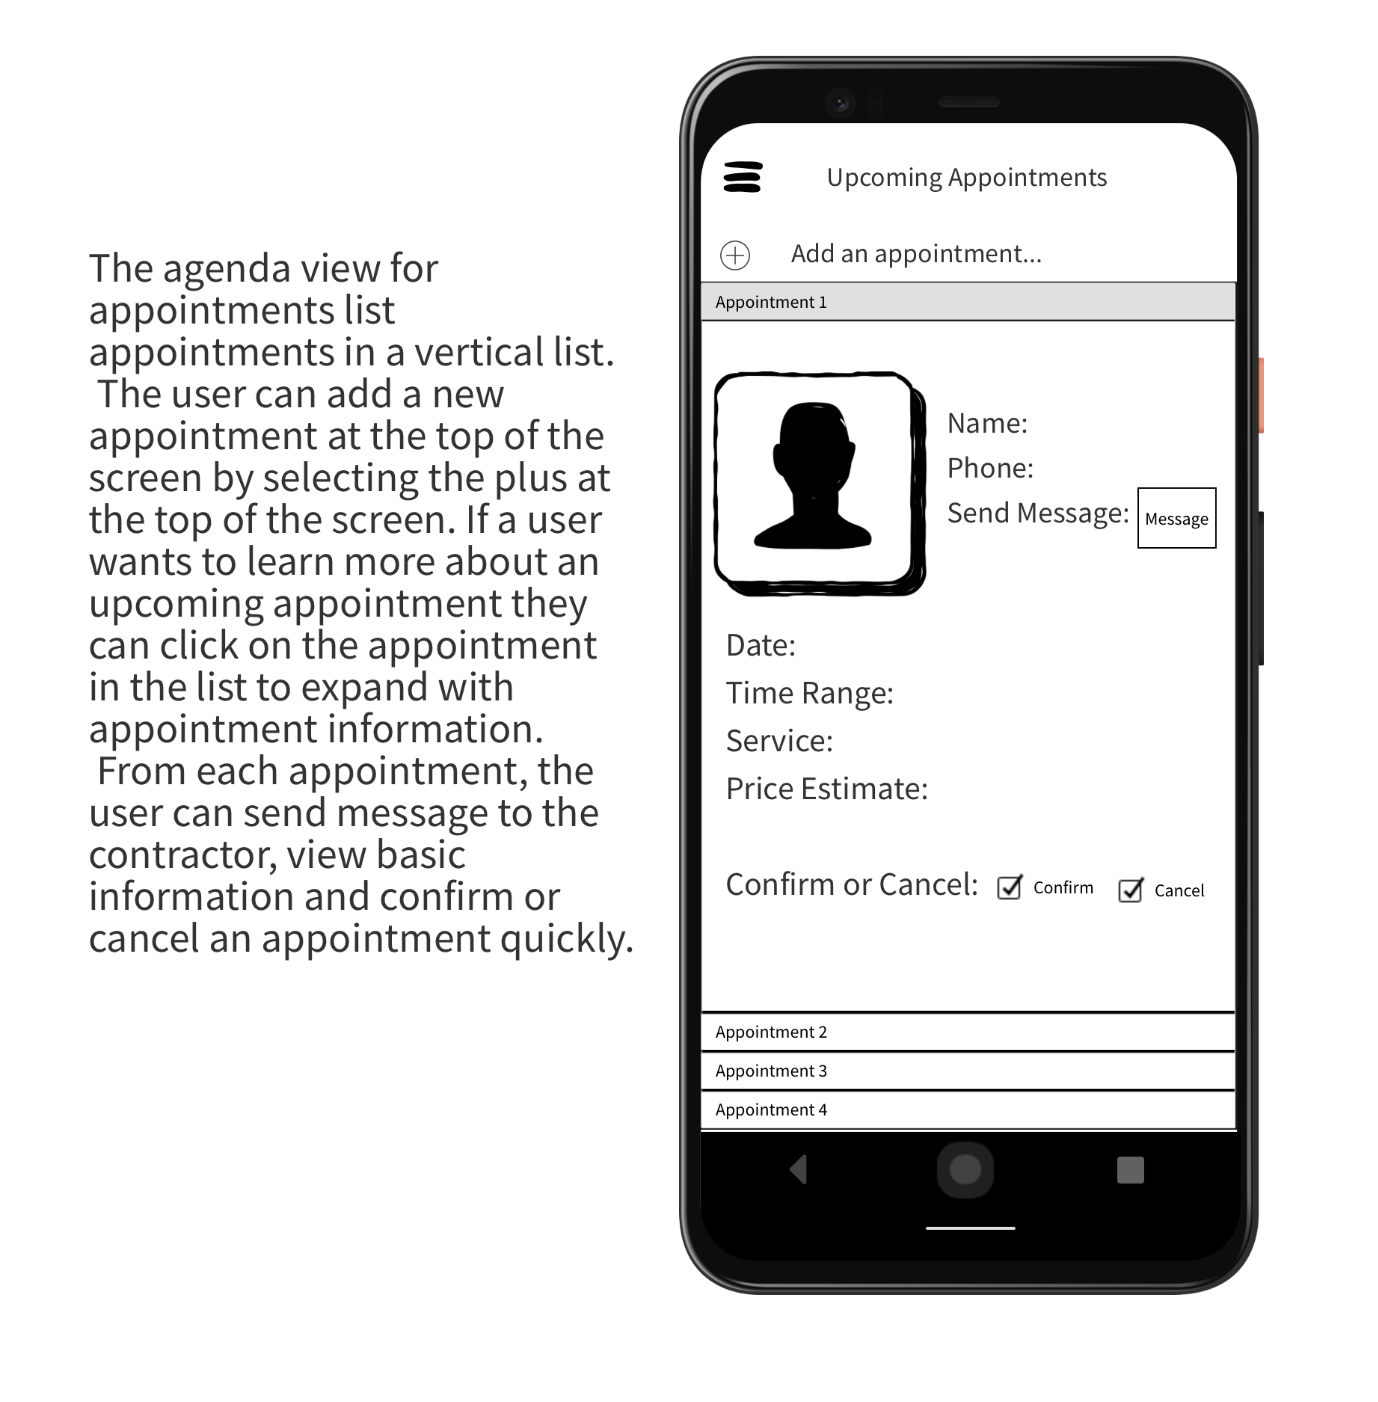 The agenda view for
appointments list
appointments in a vertical list.
The user can add a new
appointment at the top of the
screen by selecting the plus at
the top of the screen. If a user
wants to learn more about an
upcoming appointment they
can click on the appointment
in the list to expand with
appointment information.
From each appointment, the
user can send message to the
contractor, view basic
information and confirm or
cancel an appointment quickly.
Upcoming Appointments
Add an appointment...
Appointment 1
Name:
Phone:
Send Message: Message
Date:
Time Range:
Service:
Price Estimate:
Confirm or Cancel: Confirm Cancel
Appointment 2
Appointment 3
Appointment 4